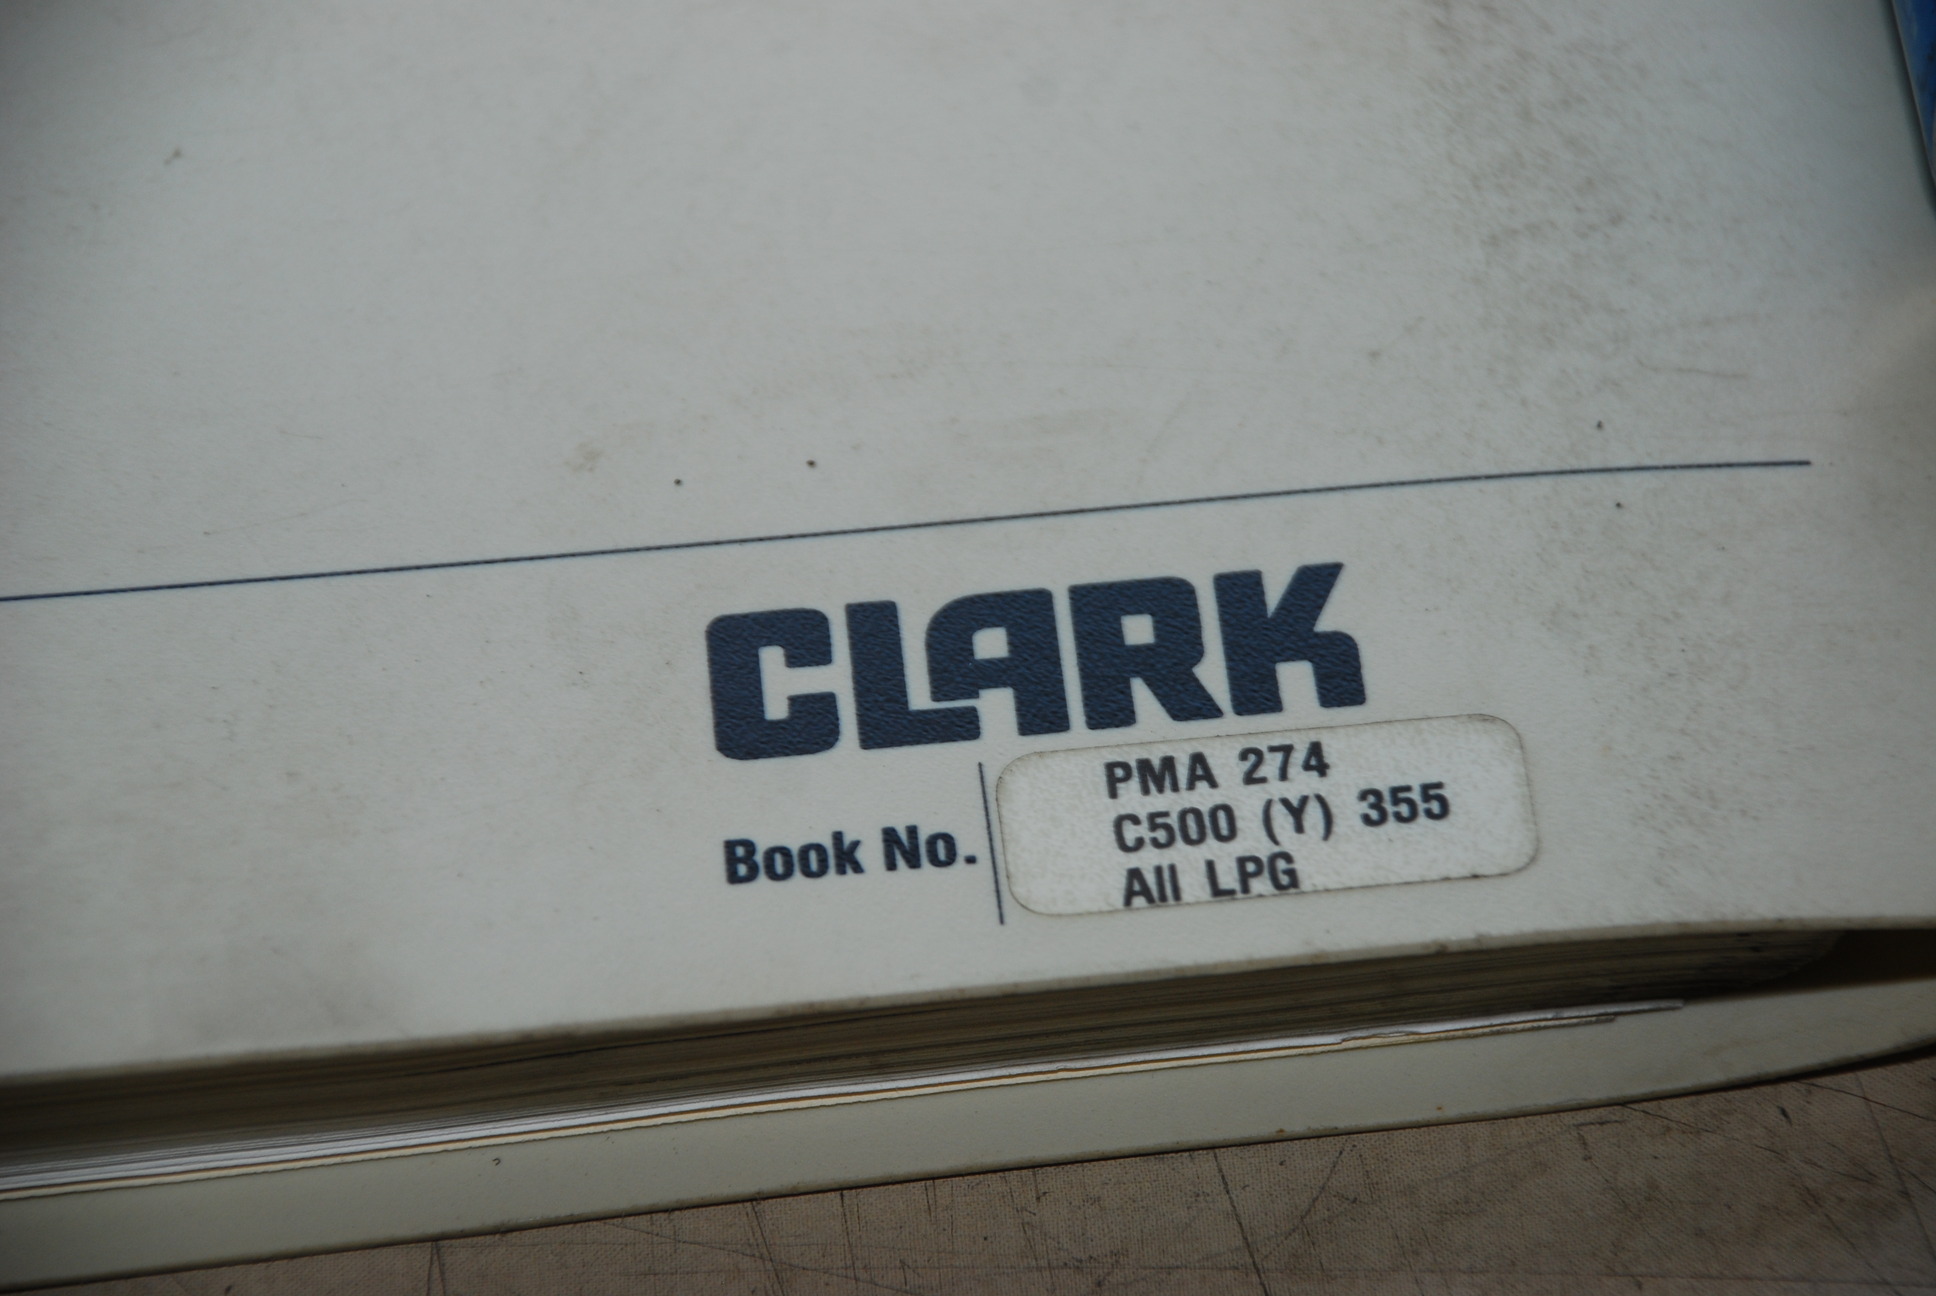 CLARK
Book No.
PMA 274
C500 (Y) 355
All LPG